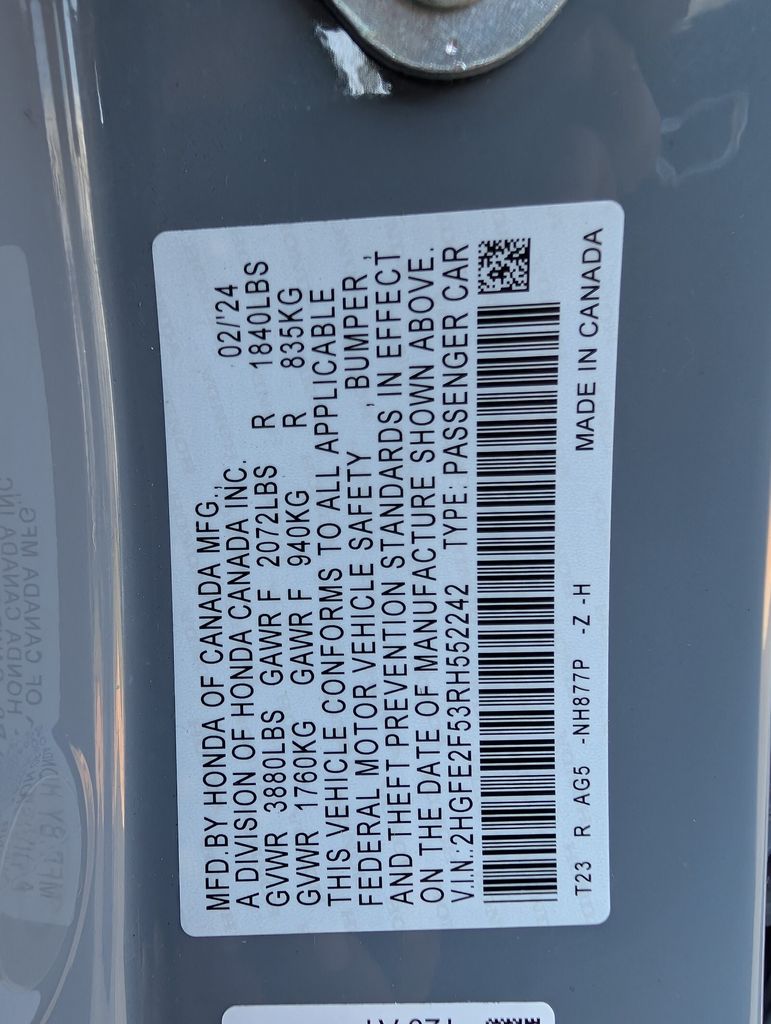 MFD.BY HONDA OF CANADA MFG., 02/'24
A DIVISION OF HONDA CANADA INC.
GVWR 3880LBS GAWR F 2072LBS R 1840LBS
GVWR 1760KG GAWR F 940KG R 835KG
THIS VEHICLE CONFORMS TO ALL APPLICABLE
FEDERAL MOTOR VEHICLE SAFETY , BUMPER ,
AND THEFT PREVENTION STANDARDS IN EFFECT
ON THE DATE OF MANUFACTURE SHOWN ABOVE.
V.I.N.:2HGFE2F53RH552242 TYPE: PASSENGER CAR
T23 R AG5 -NH877P -Z -H MADE IN CANADA